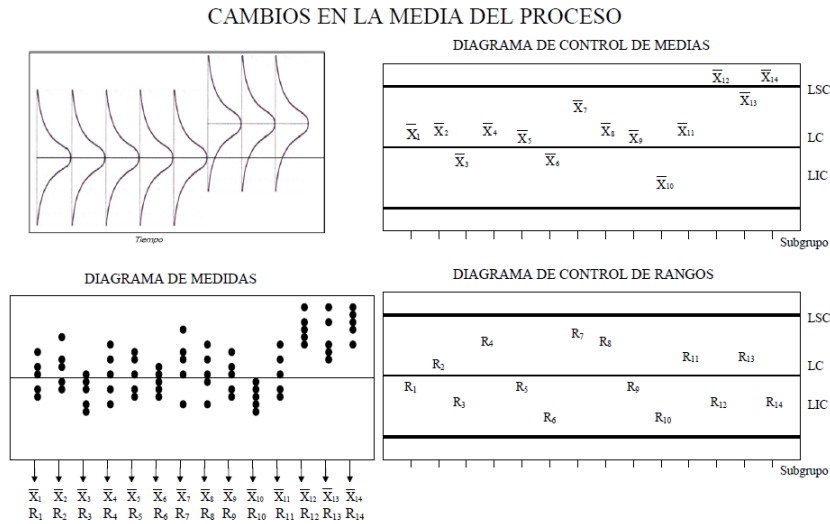 CAMBIOS EN LA MEDIA DEL PROCESO
Tiempo
DIAGRAMA DE CONTROL DE MEDIAS
X̅₁ X̅₂ X̅₃ X̅₄ X̅₅ X̅₆ X̅₇ X̅₈ X̅₉ X̅₁₀ X̅₁₁ X̅₁₂ X̅₁₃ X̅₁₄
LSC
LC
LIC
Subgrupo
DIAGRAMA DE MEDIDAS
X̅₁ X̅₂ X̅₃ X̅₄ X̅₅ X̅₆ X̅₇ X̅₈ X̅₉ X̅₁₀ X̅₁₁ X̅₁₂ X̅₁₃ X̅₁₄
R₁ R₂ R₃ R₄ R₅ R₆ R₇ R₈ R₉ R₁₀ R₁₁ R₁₂ R₁₃ R₁₄
DIAGRAMA DE CONTROL DE RANGOS
R₁ R₂ R₃ R₄ R₅ R₆ R₇ R₈ R₉ R₁₀ R₁₁ R₁₂ R₁₃ R₁₄
LSC
LC
LIC
Subgrupo